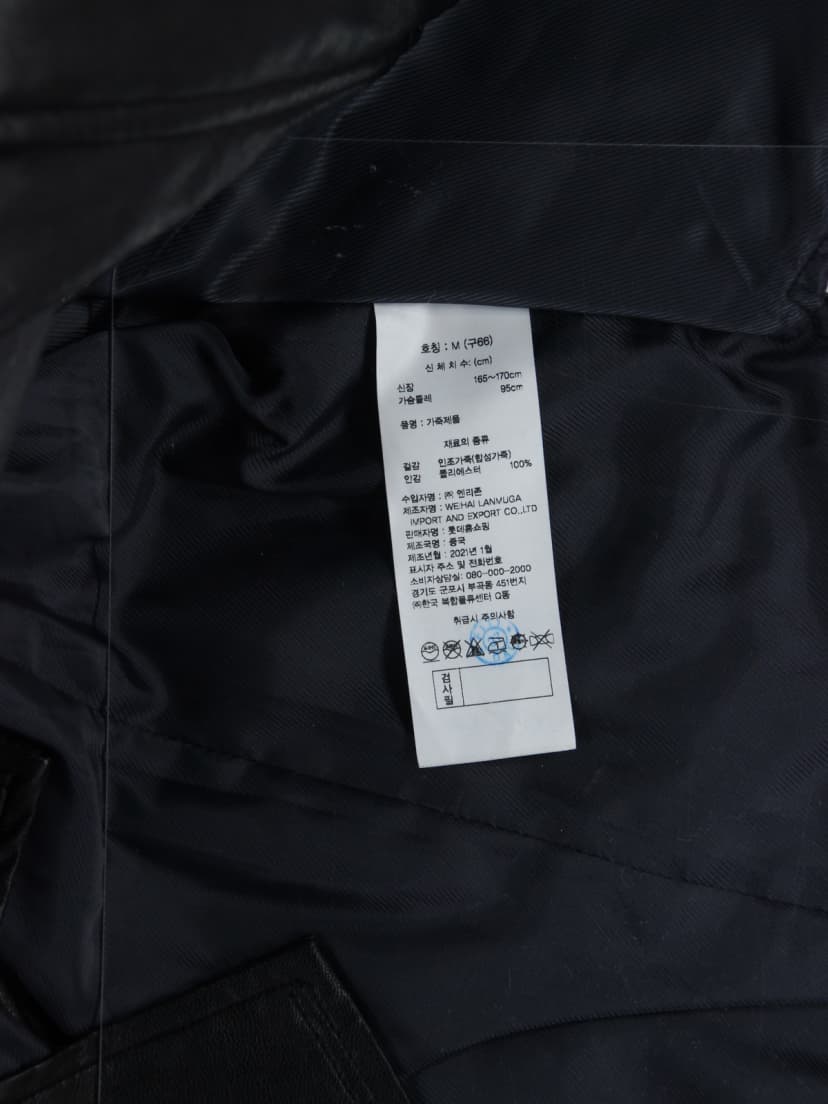 호칭 : M (구66)
신 체 치 수: (cm)
신장 165~170cm
가슴둘레 95cm
물명 : 가죽제품
재료의 종류
겉감 인조가죽(합성가죽)
안감 폴리에스터 100%
수입자명 : ㈜ 엔리폰
제조자명 : WEIHAI LANMUGA
IMPORT AND EXPORT CO.,LTD
판매자명 : 롯데홈쇼핑
제조국명 : 중국
제조년월 : 2021년 1월
표시자 주소 및 전화번호
소비자상담실: 080-000-2000
경기도 군포시 부곡동 451번지
㈜한국 복합물류센터 Q동
취급시 주의사항
검사필